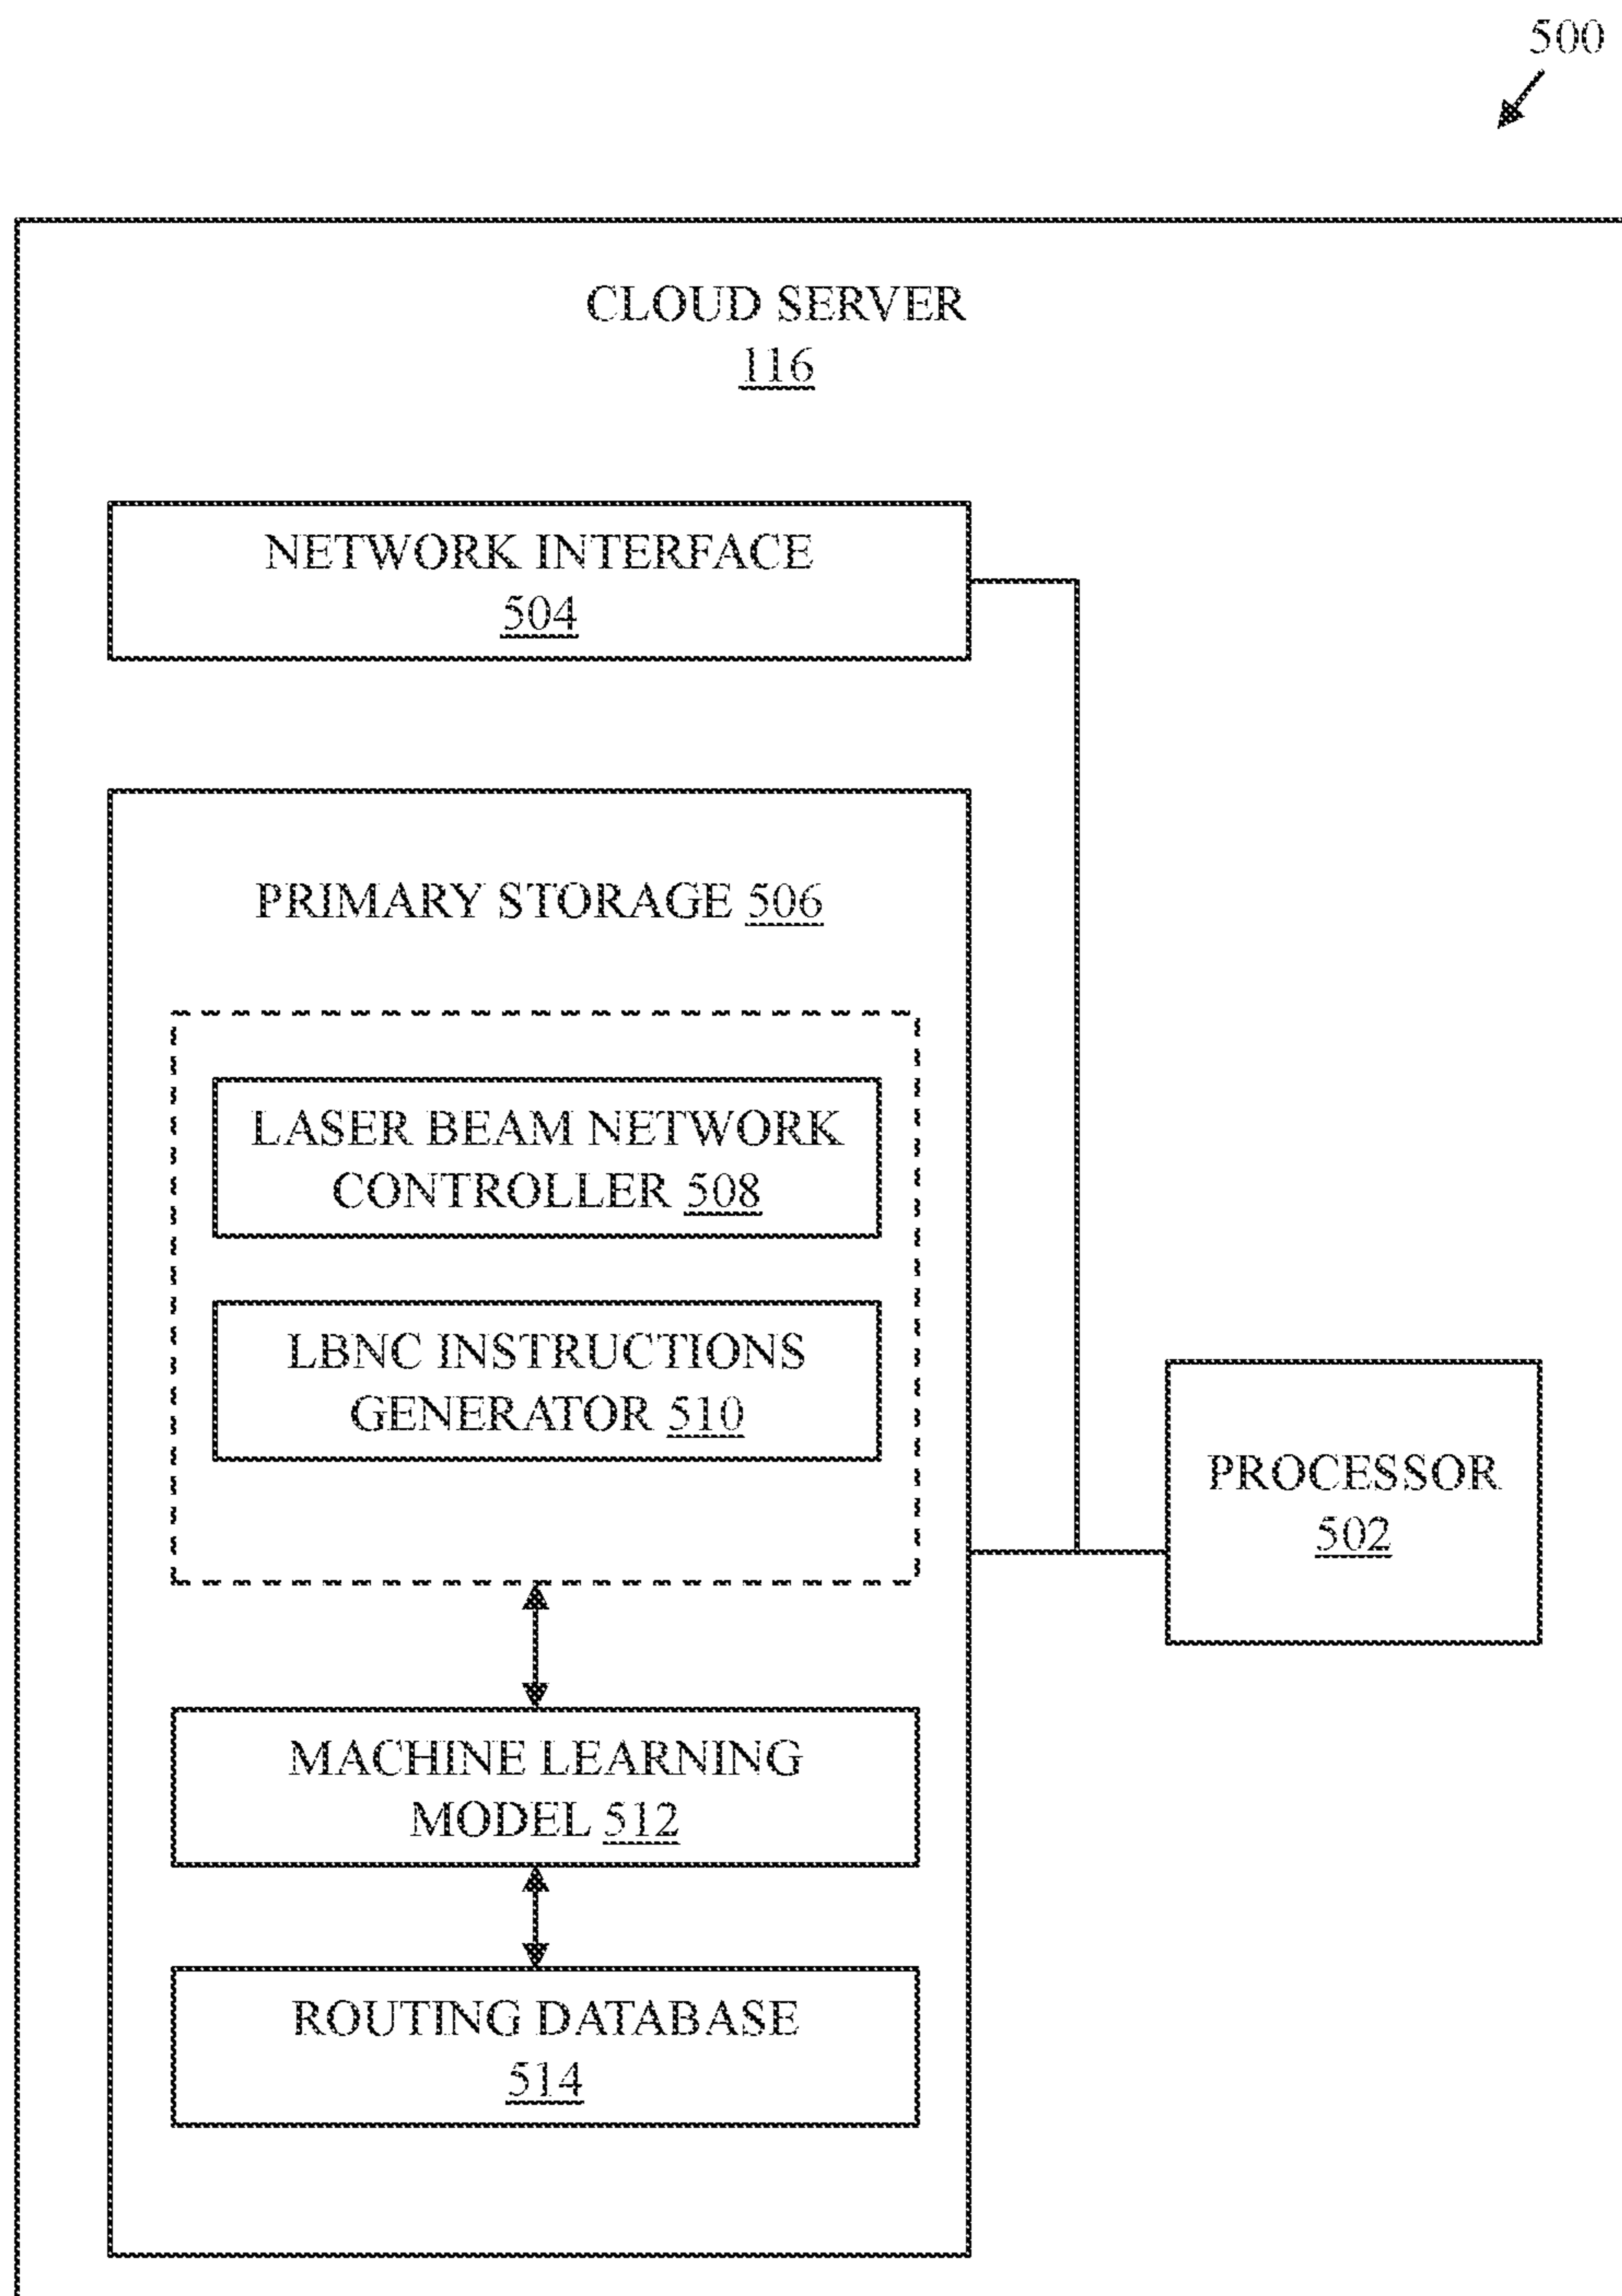 500
CLOUD SERVER
116
NETWORK INTERFACE
504
PRIMARY STORAGE 506
LASER BEAM NETWORK
CONTROLLER 508
LBNC INSTRUCTIONS
GENERATOR 510
PROCESSOR
502
MACHINE LEARNING
MODEL 512
ROUTING DATABASE
514